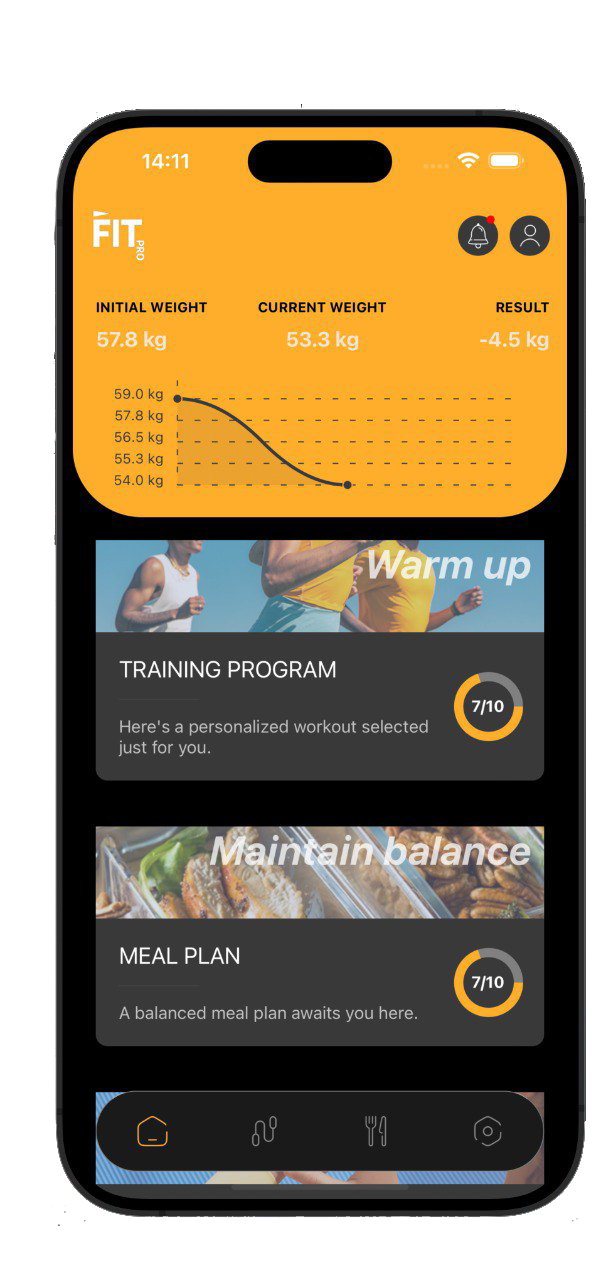 14:11
FIT
PRO
INITIAL WEIGHT CURRENT WEIGHT RESULT
57.8 kg 53.3 kg -4.5 kg
59.0 kg
57.8 kg
56.5 kg
55.3 kg
54.0 kg
Warm up
TRAINING PROGRAM
Here's a personalized workout selected
just for you.
7/10
Maintain balance
MEAL PLAN
A balanced meal plan awaits you here.
7/10